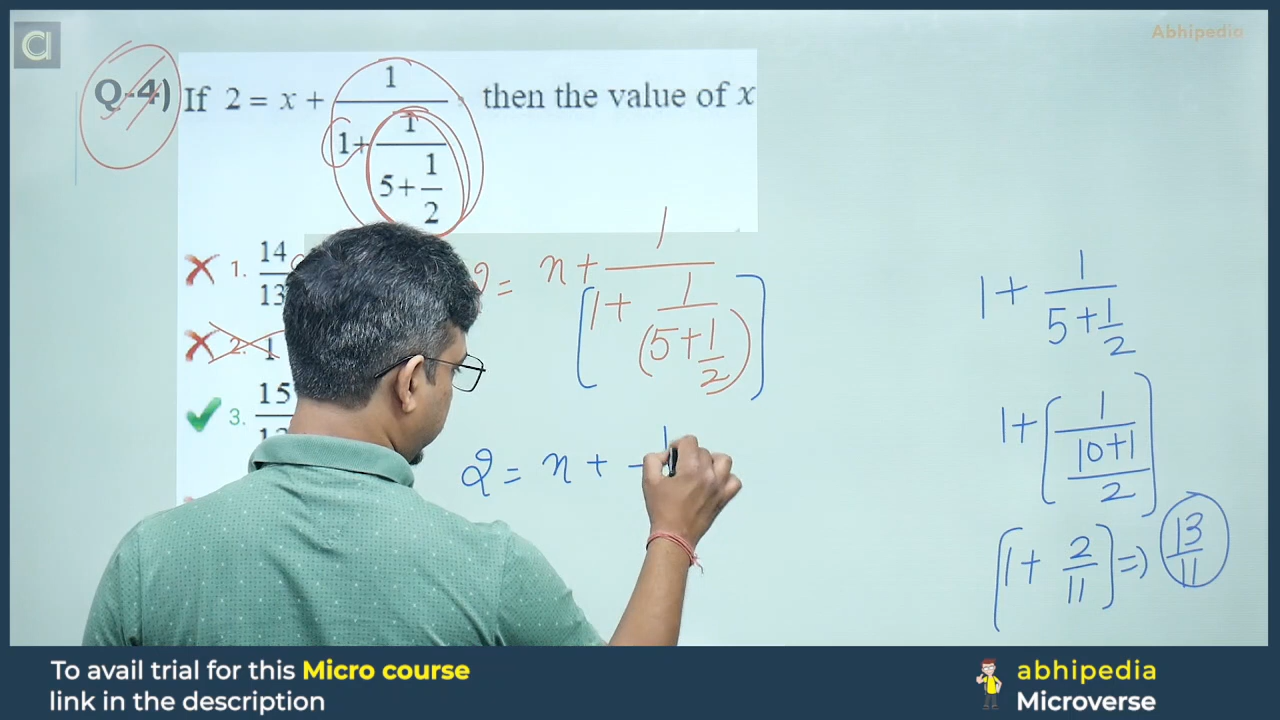 Abhipedia
Q-4) If 2 = x + 1/(1+1/(5+1/2)), then the value of x
1. 14/13
2. 1
3. 15
2 = x + 1/[1 + 1/(5+1/2)]
2 = x + 1
1 + 1/(5+1/2)
1+[1/((10+1)/2)]
[1 + 2/11] => 13/11
To avail trial for this Micro course
link in the description
abhipedia
Microverse